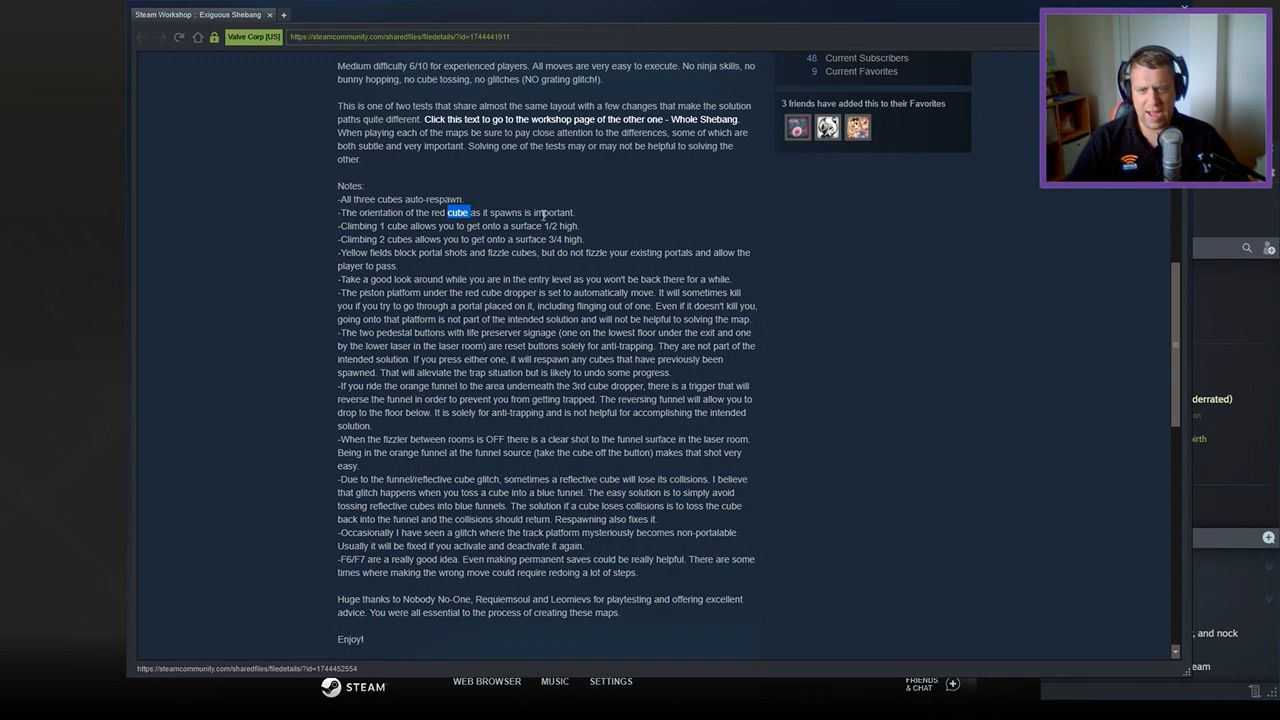 Steam Workshop :: Exiguous Shebang
Valve Corp [US]
https://steamcommunity.com/sharedfiles/filedetails/?id=1744441911
Medium difficulty 6/10 for experienced players. All moves are very easy to execute. No ninja skills, no
bunny hopping, no cube tossing, no glitches (NO grating glitch!).
This is one of two tests that share almost the same layout with a few changes that make the solution
paths quite different. Click this text to go to the workshop page of the other one - Whole Shebang.
When playing each of the maps be sure to pay close attention to the differences, some of which are
both subtle and very important. Solving one of the tests may or may not be helpful to solving the
other.
Notes:
-All three cubes auto-respawn.
-The orientation of the red cube as it spawns is important.
-Climbing 1 cube allows you to get onto a surface 1/2 high.
-Climbing 2 cubes allows you to get onto a surface 3/4 high.
-Yellow fields block portal shots and fizzle cubes, but do not fizzle your existing portals and allow the
player to pass.
-Take a good look around while you are in the entry level as you won't be back there for a while.
-The piston platform under the red cube dropper is set to automatically move. It will sometimes kill
you if you try to go through a portal placed on it, including flinging out of one. Even if it doesn't kill you,
going onto that platform is not part of the intended solution and will not be helpful to solving the map.
-The two pedestal buttons with life preserver signage (one on the lowest floor under the exit and one
by the lower laser in the laser room) are reset buttons solely for anti-trapping. They are not part of the
intended solution. If you press either one, it will respawn any cubes that have previously been
spawned. That will alleviate the trap situation but is likely to undo some progress.
-If you ride the orange funnel to the area underneath the 3rd cube dropper, there is a trigger that will
reverse the funnel in order to prevent you from getting trapped. The reversing funnel will allow you to
drop to the floor below. It is solely for anti-trapping and is not helpful for accomplishing the intended
solution.
-When the fizzler between rooms is OFF there is a clear shot to the funnel surface in the laser room.
Being in the orange funnel at the funnel source (take the cube off the button) makes that shot very
easy.
-Due to the funnel/reflective cube glitch, sometimes a reflective cube will lose its collisions. I believe
that glitch happens when you toss a cube into a blue funnel. The easy solution is to simply avoid
tossing reflective cubes into blue funnels. The solution if a cube loses collisions is to toss the cube
back into the funnel and the collisions should return. Respawning also fixes it.
-Occasionally I have seen a glitch where the track platform mysteriously becomes non-portalable.
Usually it will be fixed if you activate and deactivate it again.
-F6/F7 are a really good idea. Even making permanent saves could be really helpful. There are some
times where making the wrong move could require redoing a lot of steps.
Huge thanks to Nobody No-One, Requiemsoul and Leomievs for playtesting and offering excellent
advice. You were all essential to the process of creating these maps.
Enjoy!
48 Current Subscribers
9 Current Favorites
3 friends have added this to their Favorites
derrated)
on
birth
, and nock
eam
https://steamcommunity.com/sharedfiles/filedetails/?id=1744452554
STEAM
WEB BROWSER
MUSIC
SETTINGS
FRIENDS
& CHAT